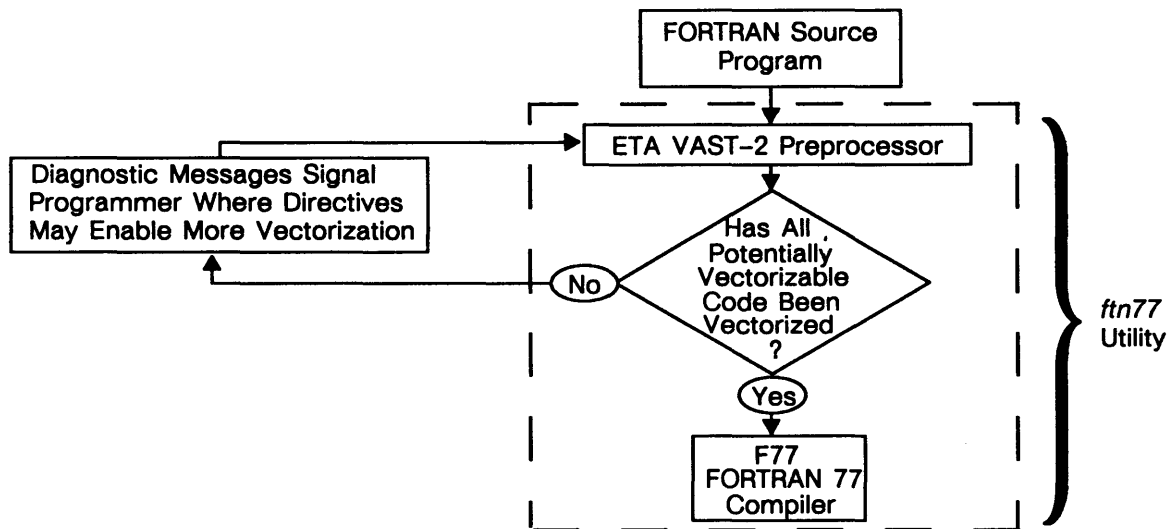 FORTRAN Source
Program
ETA VAST-2 Preprocessor
Diagnostic Messages Signal
Programmer Where Directives
May Enable More Vectorization
Has All
Potentially
Vectorizable
Code Been
Vectorized
?
No
Yes
F77
FORTRAN 77
Compiler
ftn77
Utility